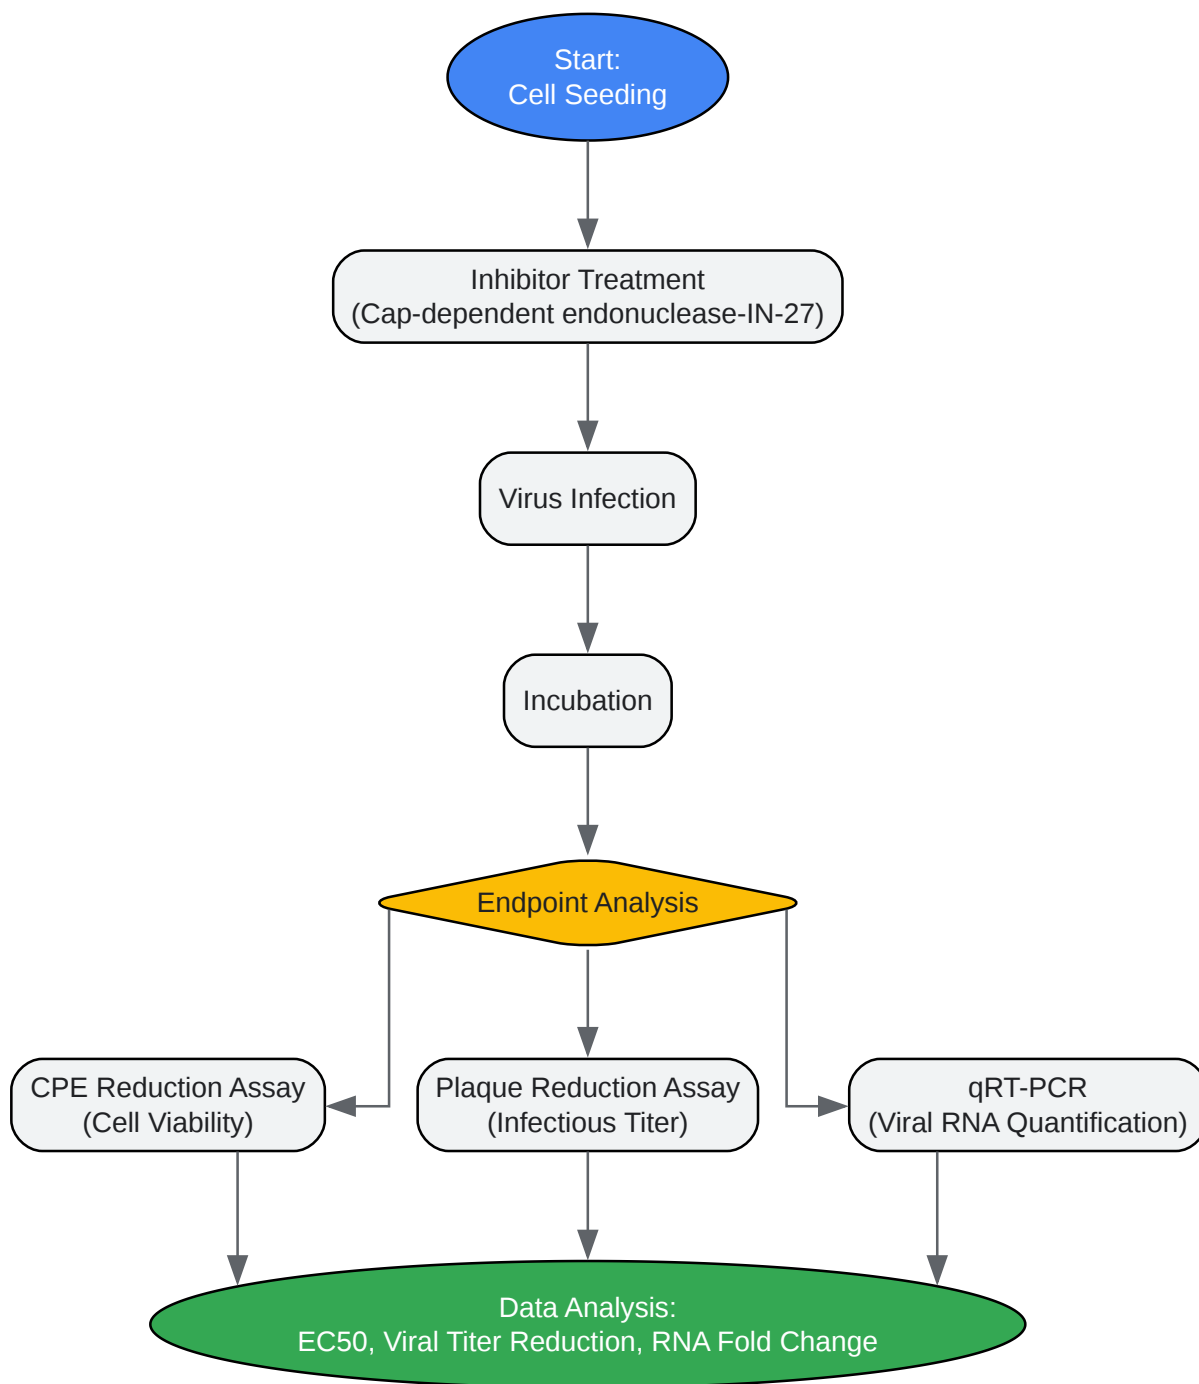 Start:
Cell Seeding
Inhibitor Treatment
(Cap-dependent endonuclease-IN-27)
Virus Infection
Incubation
Endpoint Analysis
CPE Reduction Assay
(Cell Viability)
Plaque Reduction Assay
(Infectious Titer)
qRT-PCR
(Viral RNA Quantification)
Data Analysis:
EC50, Viral Titer Reduction, RNA Fold Change